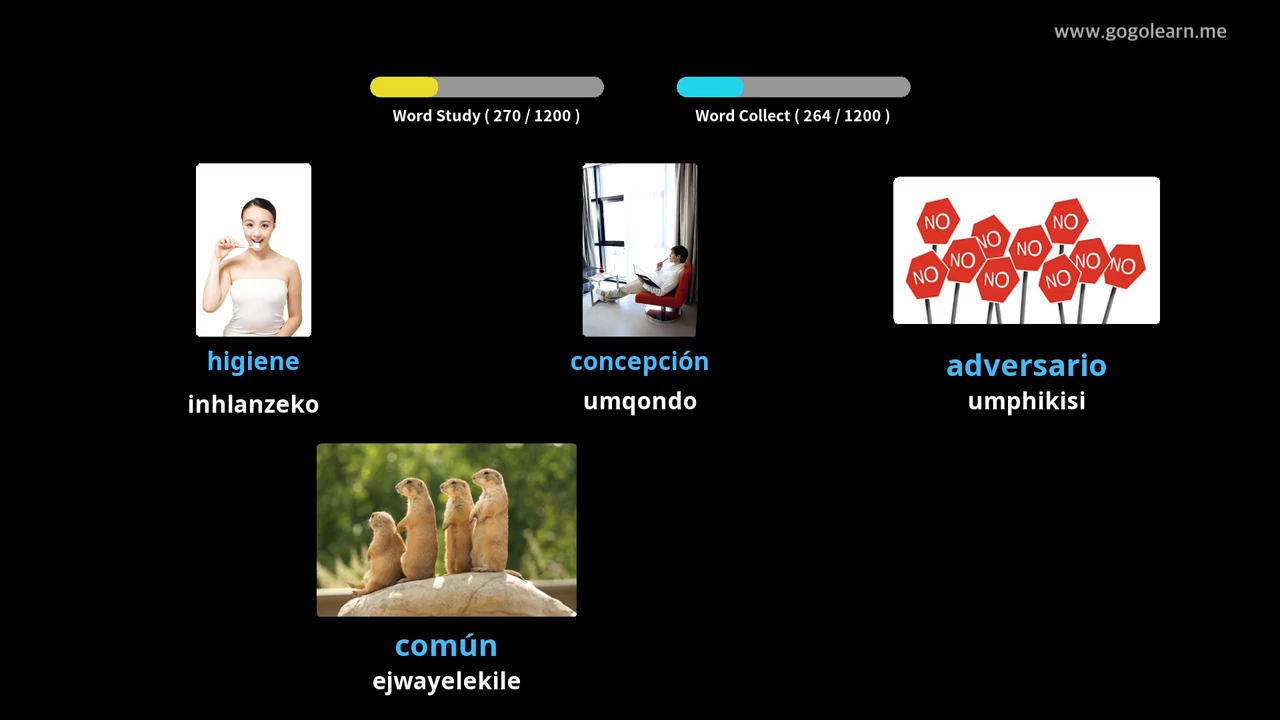 www.gogolearn.me
Word Study ( 270 / 1200 )
Word Collect ( 264 / 1200 )
NO NO NO NO NO NO NO NO NO NO
higiene
inhlanzeko
concepción
umqondo
adversario
umphikisi
común
ejwayelekile